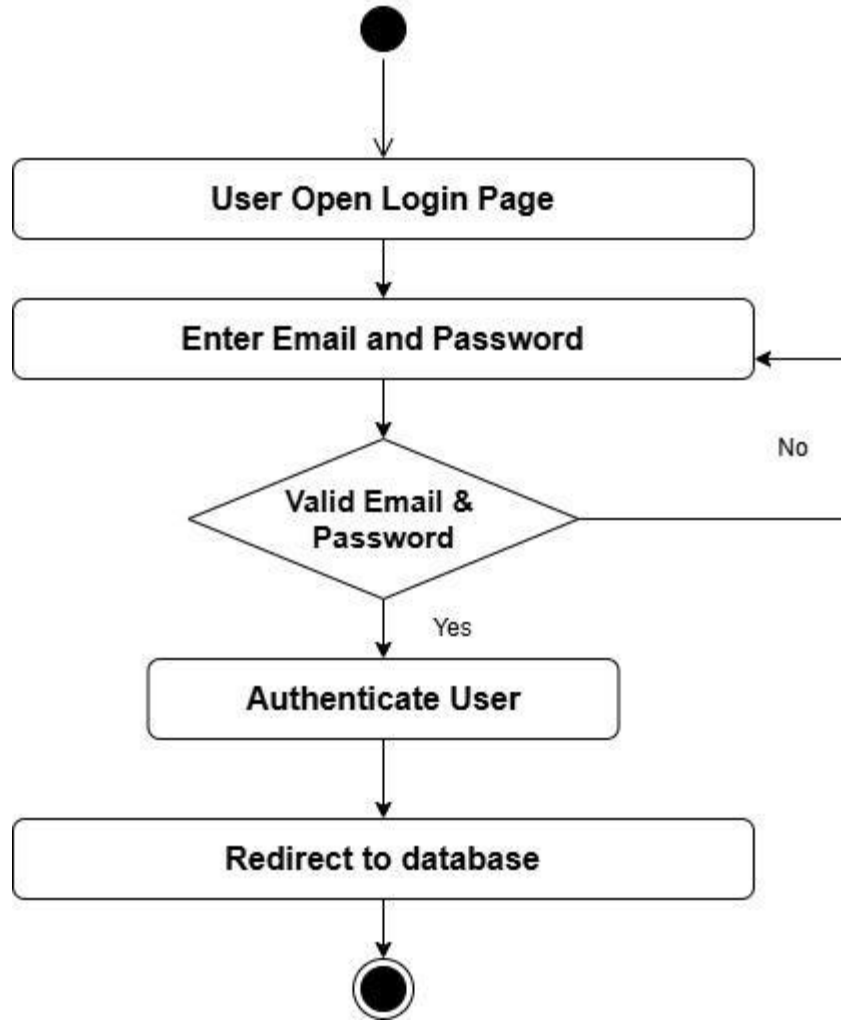 User Open Login Page
Enter Email and Password
No
Valid Email &
Password
Yes
Authenticate User
Redirect to database